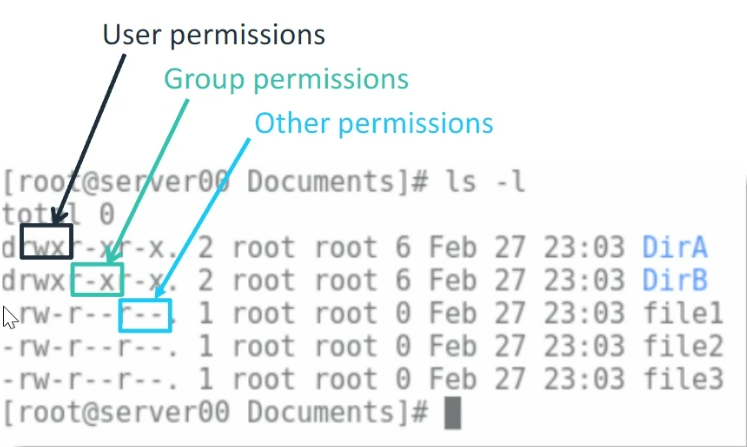 User permissions
Group permissions
Other permissions
[root@server00 Documents]# ls -l
total 0
drwxr-xr-x. 2 root root 6 Feb 27 23:03 DirA
drwxr-xr-x. 2 root root 6 Feb 27 23:03 DirB
-rw-r--r--. 1 root root 0 Feb 27 23:03 file1
-rw-r--r--. 1 root root 0 Feb 27 23:03 file2
-rw-r--r--. 1 root root 0 Feb 27 23:03 file3
[root@server00 Documents]#